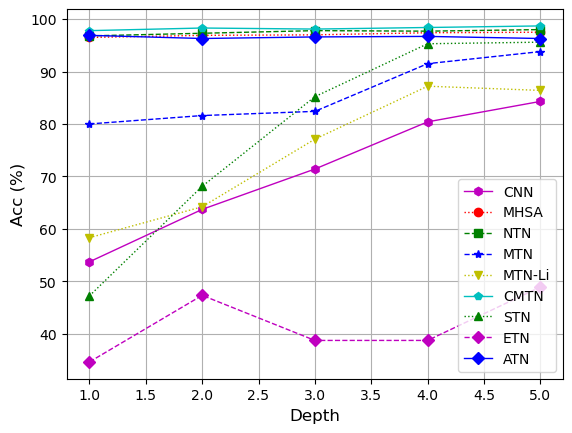 100
90
80
70
60
50
40
Acc (%)
1.0 1.5 2.0 2.5 3.0 3.5 4.0 4.5 5.0
Depth
CNN
MHSA
NTN
MTN
MTN-Li
CMTN
STN
ETN
ATN